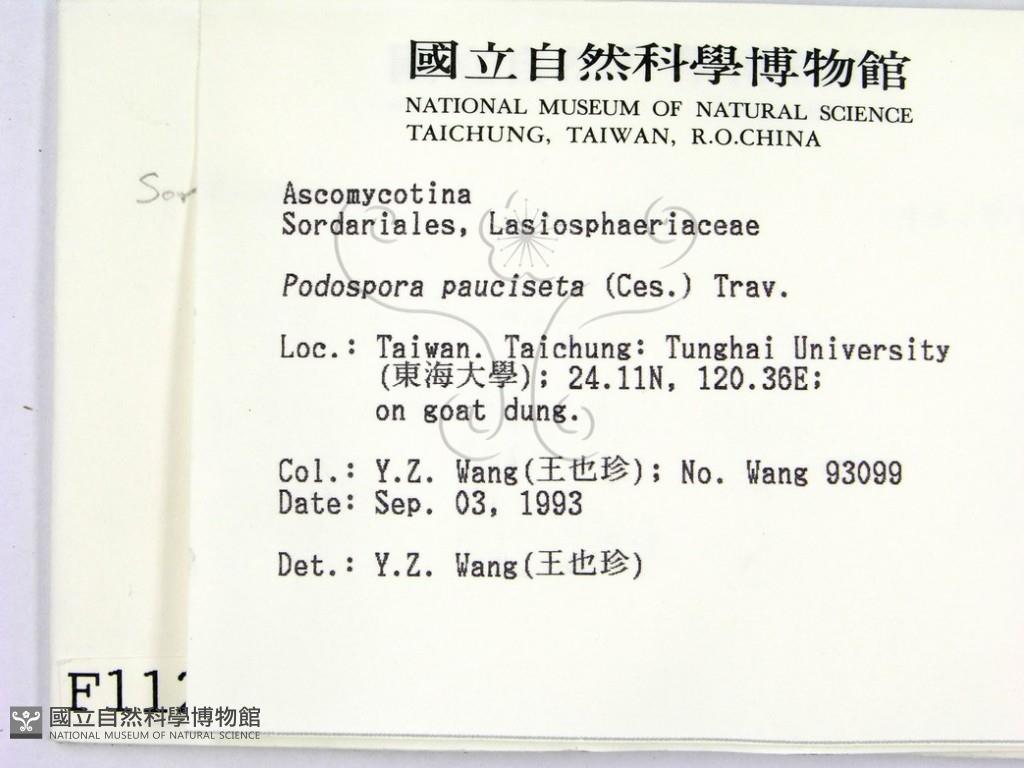 國立自然科學博物館
NATIONAL MUSEUM OF NATURAL SCIENCE
TAICHUNG, TAIWAN, R.O.CHINA
Sor
Ascomycotina
Sordariales, Lasiosphaeriaceae
Podospora pauciseta (Ces.) Trav.
Loc.: Taiwan. Taichung: Tunghai University
(東海大學); 24.11N, 120.36E;
on goat dung.
Col.: Y.Z. Wang(王也珍); No. Wang 93099
Date: Sep. 03, 1993
Det.: Y.Z. Wang(王也珍)
F112
國立自然科學博物館
NATIONAL MUSEUM OF NATURAL SCIENCE